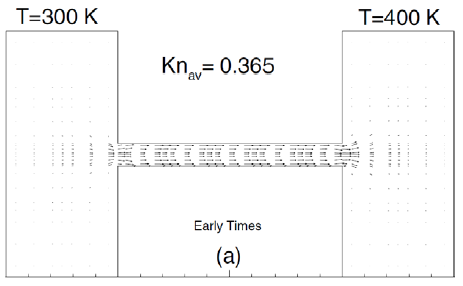 T=300 K
T=400 K
Kn_av= 0.365
Early Times
(a)